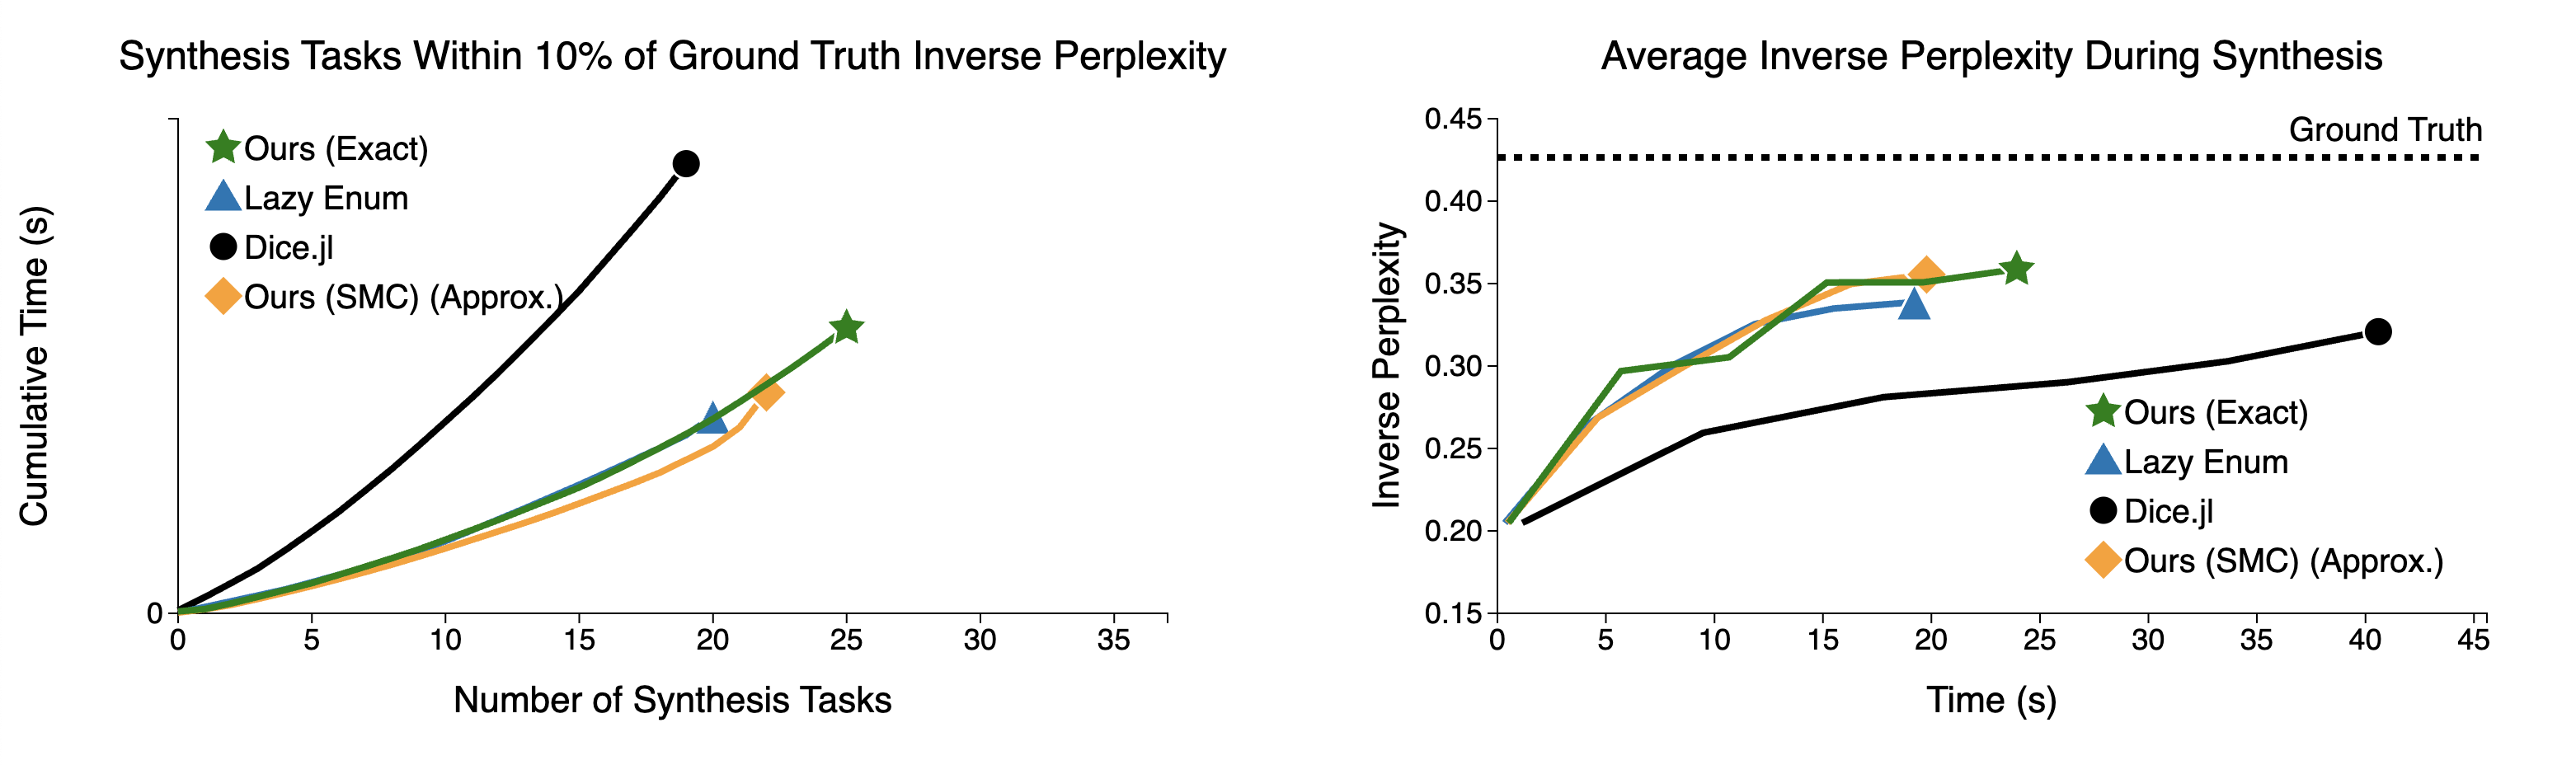 Synthesis Tasks Within 10% of Ground Truth Inverse Perplexity
Ours (Exact)
Lazy Enum
Dice.jl
Ours (SMC) (Approx.)
Cumulative Time (s)
0
0 5 10 15 20 25 30 35
Number of Synthesis Tasks
Average Inverse Perplexity During Synthesis
0.45
Ground Truth
0.40
0.35
0.30
0.25
0.20
0.15
Inverse Perplexity
Ours (Exact)
Lazy Enum
Dice.jl
Ours (SMC) (Approx.)
0 5 10 15 20 25 30 35 40 45
Time (s)